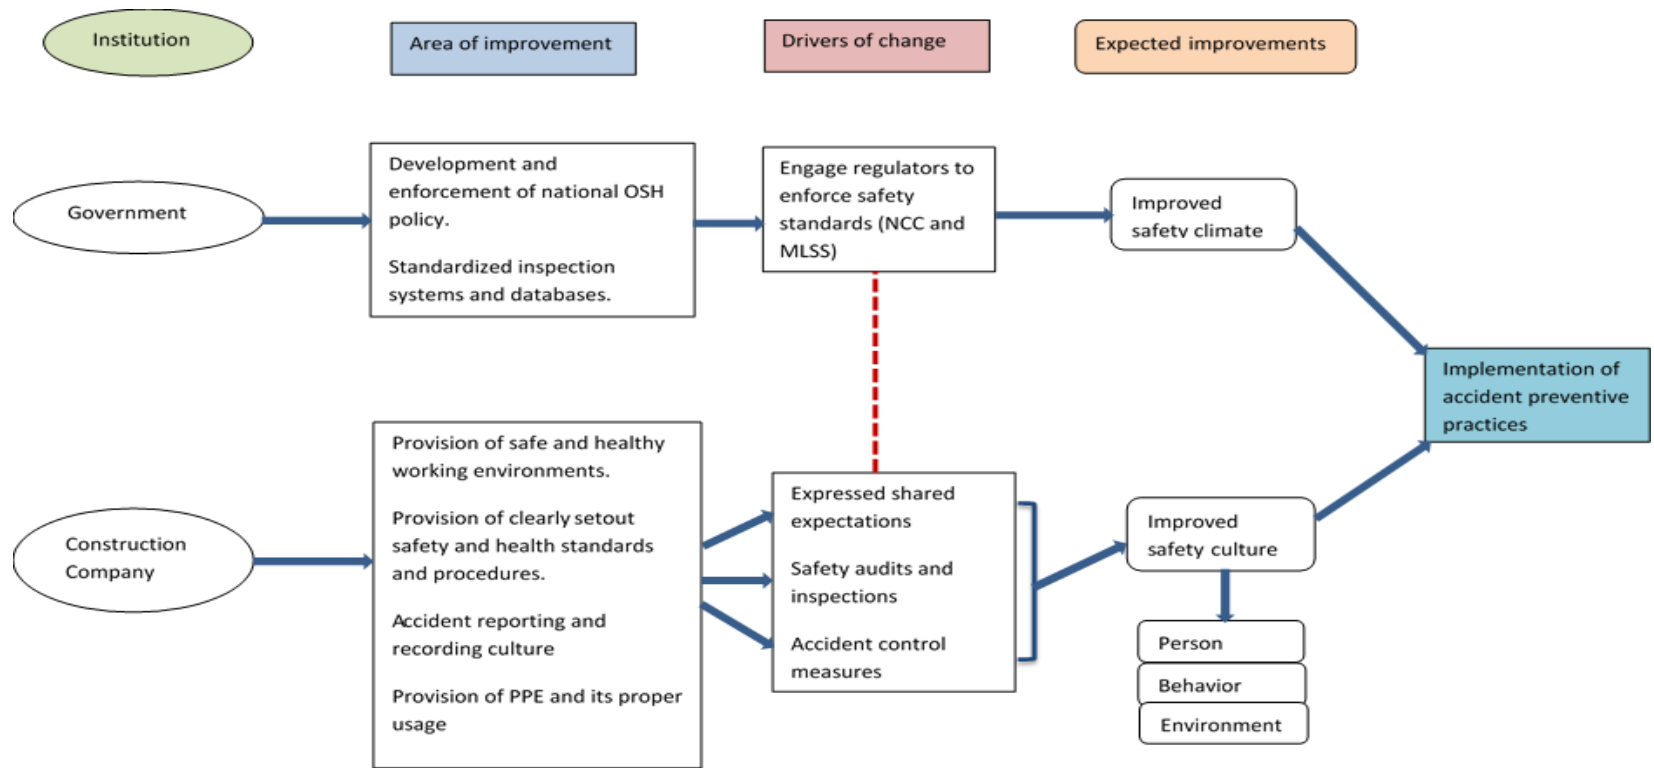 Institution
Area of improvement
Drivers of change
Expected improvements
Government
Development and
enforcement of national OSH
policy.
Standardized inspection
systems and databases.
Engage regulators to
enforce safety
standards (NCC and
MLSS)
Improved
safety climate
Implementation of
accident preventive
practices
Construction
Company
Provision of safe and healthy
working environments.
Provision of clearly setout
safety and health standards
and procedures.
Accident reporting and
recording culture
Provision of PPE and its proper
usage
Expressed shared
expectations
Safety audits and
inspections
Accident control
measures
Improved
safety culture
Person
Behavior
Environment